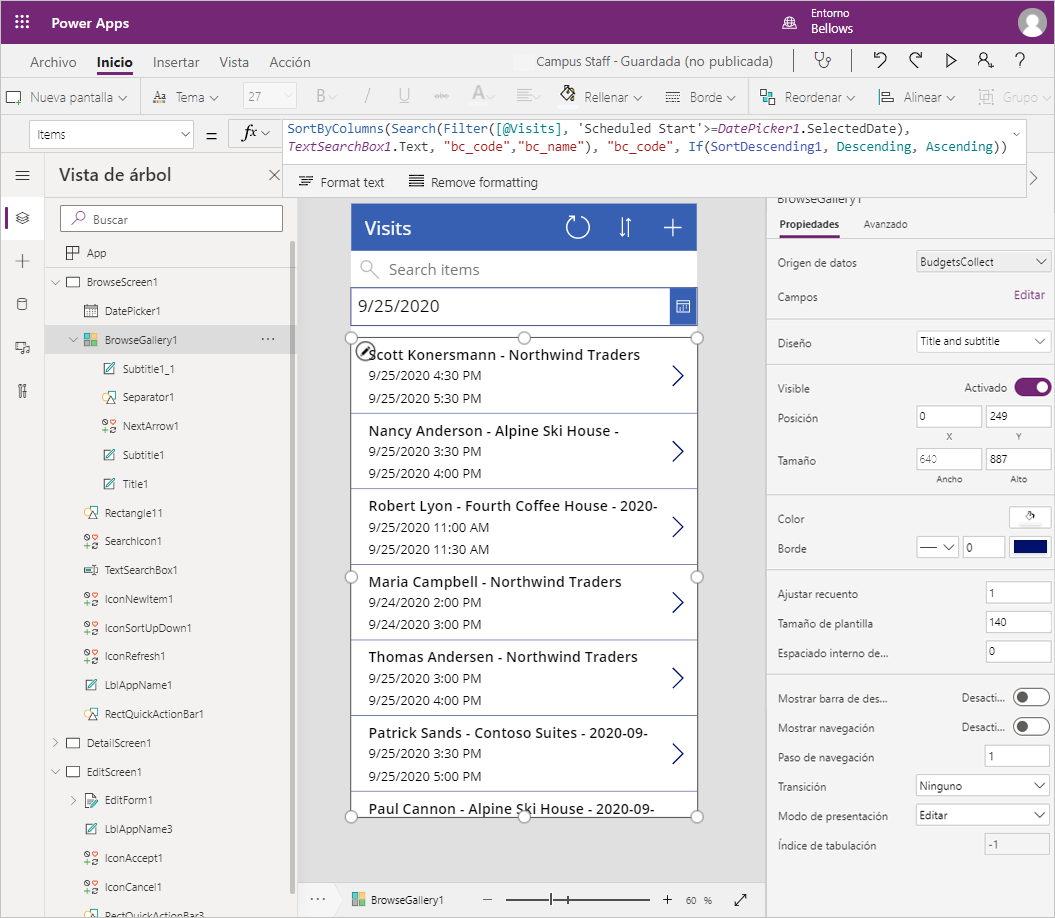 Power Apps
Entorno
Bellows
Archivo
Inicio
Insertar
Vista
Acción
Campus Staff - Guardada (no publicada)
?
Nueva pantalla
Aa
Tema
27
B
/
U
abc
A
Rellenar
Borde
Reordenar
Alinear
Grupo
Items
=
fx
SortByColumns(Search(Filter([@Visits], 'Scheduled Start'>=DatePicker1.SelectedDate),
TextSearchBox1.Text, "bc_code","bc_name"), "bc_code", If(SortDescending1, Descending, Ascending))
Format text
Remove formatting
Vista de árbol
Buscar
App
BrowseScreen1
DatePicker1
BrowseGallery1
Subtitle1_1
Separator1
NextArrow1
Subtitle1
Title1
Rectangle11
SearchIcon1
TextSearchBox1
IconNewItem1
IconSortUpDown1
IconRefresh1
LblAppName1
RectQuickActionBar1
DetailScreen1
EditScreen1
EditForm1
LblAppName3
IconAccept1
IconCancel1
RectQuickActionBar3
Visits
Search items
9/25/2020
Scott Konersmann - Northwind Traders
9/25/2020 4:30 PM
9/25/2020 5:30 PM
Nancy Anderson - Alpine Ski House -
9/25/2020 3:30 PM
9/25/2020 4:00 PM
Robert Lyon - Fourth Coffee House - 2020-
9/25/2020 11:00 AM
9/25/2020 11:30 AM
Maria Campbell - Northwind Traders
9/24/2020 2:00 PM
9/24/2020 3:00 PM
Thomas Andersen - Northwind Traders
9/25/2020 3:00 PM
9/25/2020 4:00 PM
Patrick Sands - Contoso Suites - 2020-09-
9/25/2020 3:30 PM
9/25/2020 5:00 PM
Paul Cannon - Alpine Ski House - 2020-09-
BrowseGallery1
60 %
BrowseGallery1
Propiedades
Avanzado
Origen de datos
BudgetsCollect
Campos
Editar
Diseño
Title and subtitle
Visible
Activado
Posición
0
249
X
Y
Tamaño
640
887
Ancho
Alto
Color
Borde
0
Ajustar recuento
1
Tamaño de plantilla
140
Espaciado interno de...
0
Mostrar barra de des...
Desacti...
Mostrar navegación
Desacti...
Paso de navegación
1
Transición
Ninguno
Modo de presentación
Editar
Índice de tabulación
-1